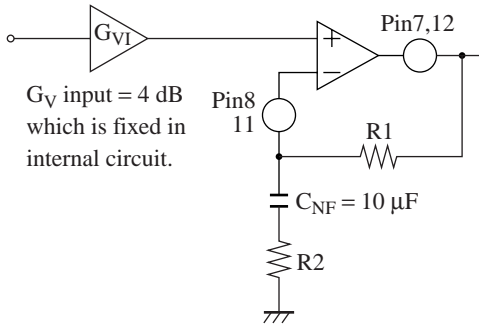 G_VI
+
−
Pin7,12
G_V input = 4 dB
which is fixed in
internal circuit.
Pin8
11
R1
C_NF = 10 μF
R2